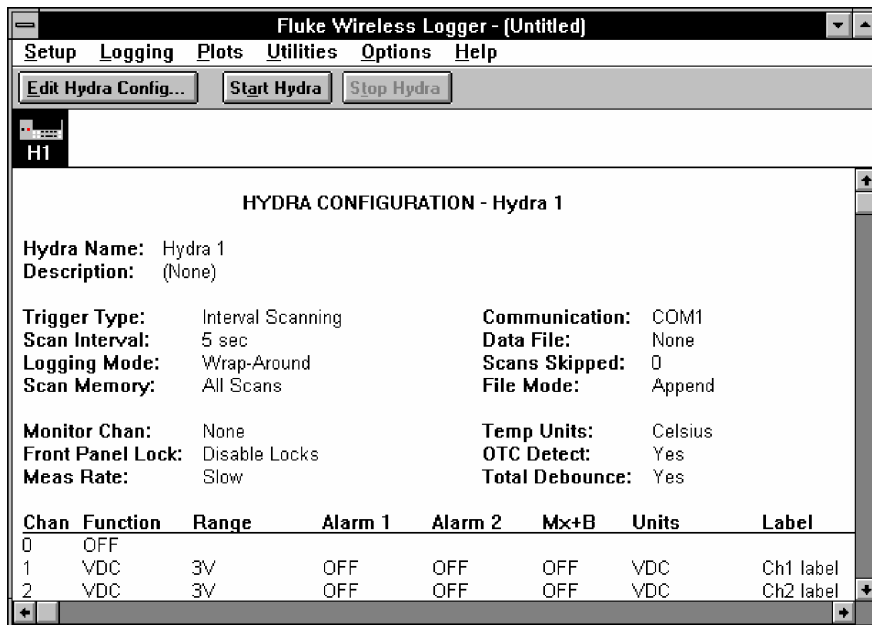 Fluke Wireless Logger - (Untitled)
Setup Logging Plots Utilities Options Help
Edit Hydra Config... Start Hydra Stop Hydra
H1
HYDRA CONFIGURATION - Hydra 1
Hydra Name: Hydra 1
Description: (None)
Trigger Type: Interval Scanning Communication: COM1
Scan Interval: 5 sec Data File: None
Logging Mode: Wrap-Around Scans Skipped: 0
Scan Memory: All Scans File Mode: Append
Monitor Chan: None Temp Units: Celsius
Front Panel Lock: Disable Locks OTC Detect: Yes
Meas Rate: Slow Total Debounce: Yes
Chan Function Range Alarm 1 Alarm 2 Mx+B Units Label
0 OFF
1 VDC 3V OFF OFF OFF VDC Ch1 label
2 VDC 3V OFF OFF OFF VDC Ch2 label